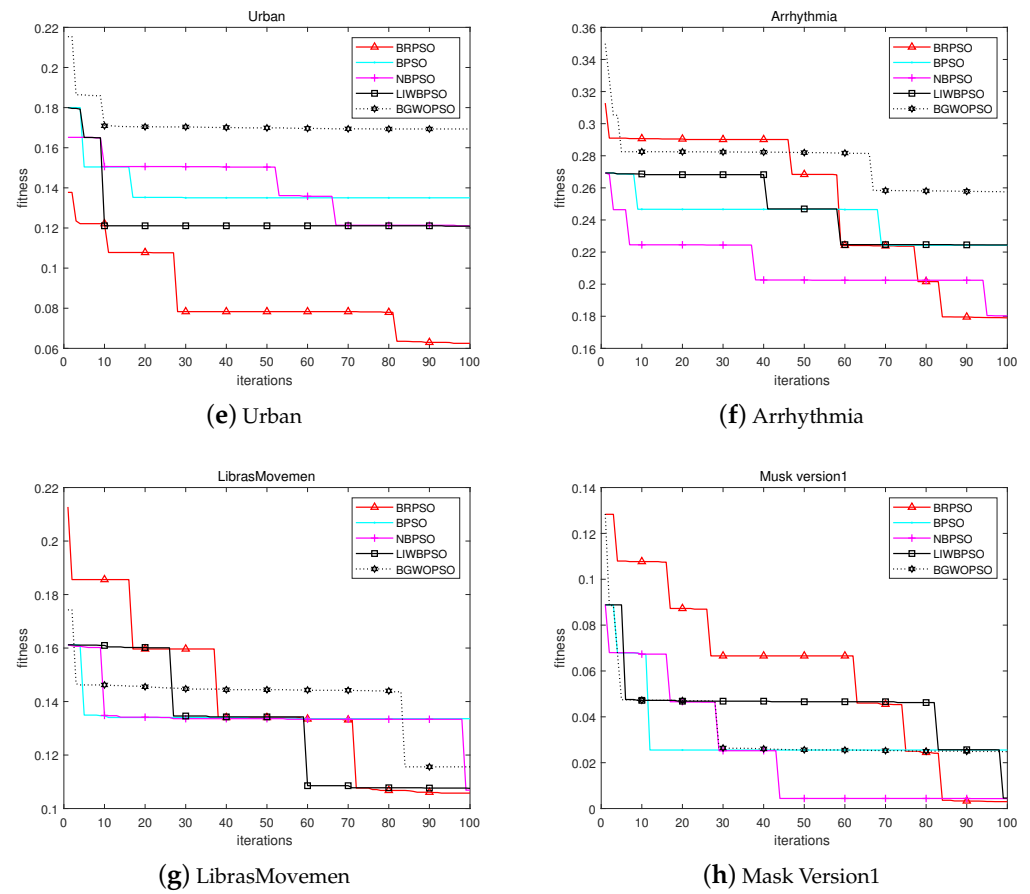 Urban
fitness
0.22
0.2
0.18
0.16
0.14
0.12
0.1
0.08
0.06
0 10 20 30 40 50 60 70 80 90 100
iterations
BRPSO
BPSO
NBPSO
LIWBPSO
BGWOPSO
(e) Urban
Arrhythmia
fitness
0.36
0.34
0.32
0.3
0.28
0.26
0.24
0.22
0.2
0.18
0.16
0 10 20 30 40 50 60 70 80 90 100
iterations
BRPSO
BPSO
NBPSO
LIWBPSO
BGWOPSO
(f) Arrhythmia
LibrasMovemen
fitness
0.22
0.2
0.18
0.16
0.14
0.12
0.1
0 10 20 30 40 50 60 70 80 90 100
iterations
BRPSO
BPSO
NBPSO
LIWBPSO
BGWOPSO
(g) LibrasMovemen
Musk version1
fitness
0.14
0.12
0.1
0.08
0.06
0.04
0.02
0
0 10 20 30 40 50 60 70 80 90 100
iterations
BRPSO
BPSO
NBPSO
LIWBPSO
BGWOPSO
(h) Mask Version1